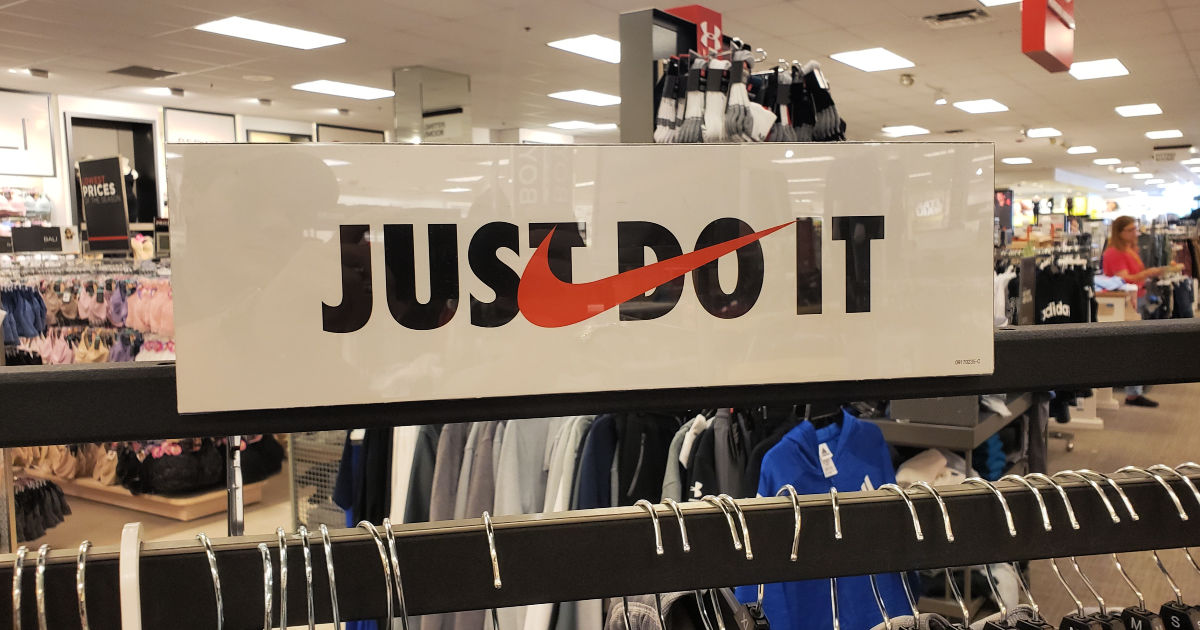 LOWEST
PRICES
OF THE SEASON
BALI
JUST DO IT
adidas
M
S